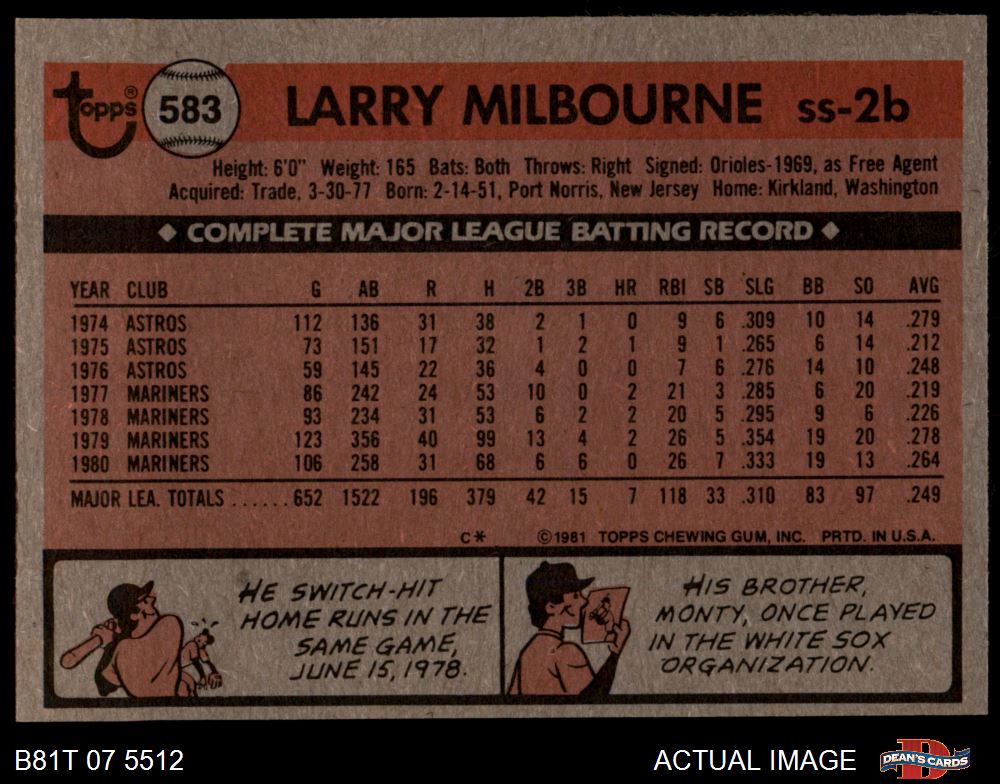 Topps® 583 LARRY MILBOURNE ss-2b
Height: 6'0" Weight: 165 Bats: Both Throws: Right Signed: Orioles-1969, as Free Agent
Acquired: Trade, 3-30-77 Born: 2-14-51, Port Norris, New Jersey Home: Kirkland, Washington
◆ COMPLETE MAJOR LEAGUE BATTING RECORD ◆
YEAR CLUB G AB R H 2B 3B HR RBI SB SLG BB SO AVG
1974 ASTROS 112 136 31 38 2 1 0 9 6 .309 10 14 .279
1975 ASTROS 73 151 17 32 1 2 1 9 1 .265 6 14 .212
1976 ASTROS 59 145 22 36 4 0 0 7 6 .276 14 10 .248
1977 MARINERS 86 242 24 53 10 0 2 21 3 .285 6 20 .219
1978 MARINERS 93 234 31 53 6 2 2 20 5 .295 9 6 .226
1979 MARINERS 123 356 40 99 13 4 2 26 5 .354 19 20 .278
1980 MARINERS 106 258 31 68 6 6 0 26 7 .333 19 13 .264
MAJOR LEA. TOTALS ......652 1522 196 379 42 15 7 118 33 .310 83 97 .249
C* ©1981 TOPPS CHEWING GUM, INC. PRTD. IN U.S.A.
HE SWITCH-HIT
HOME RUNS IN THE
SAME GAME,
JUNE 15, 1978.
HIS BROTHER,
MONTY, ONCE PLAYED
IN THE WHITE SOX
ORGANIZATION.
B81T 07 5512 ACTUAL IMAGE DEAN'S CARDS